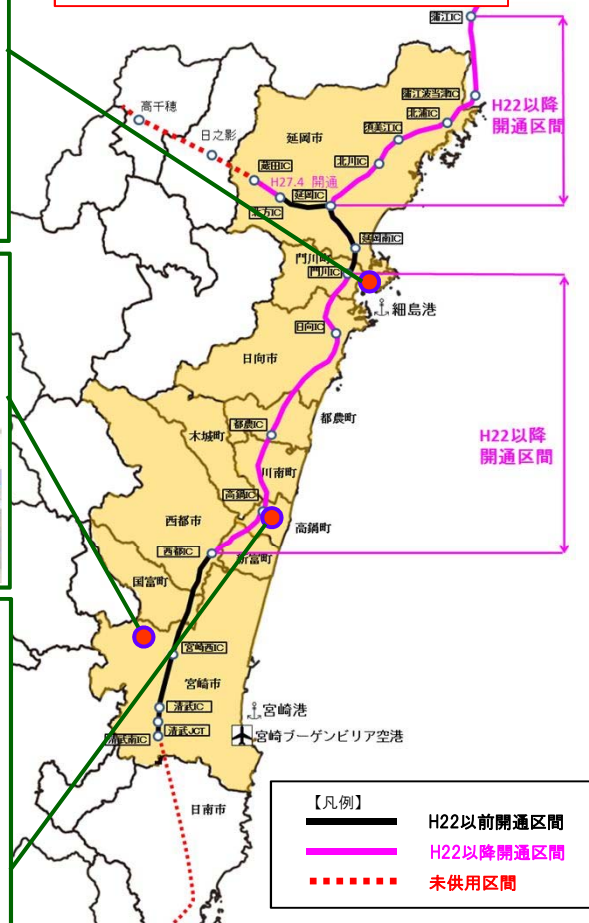 蒲江IC
蒲江波当津IC
H22以降
開通区間
北浦IC
須美江IC
高千穂
延岡市
日之影
北川IC
蔵田IC
H27.4 開通
延岡IC
北方IC
延岡南IC
門川町
門川IC
細島港
日向IC
日向市
都農町
木城町
都農IC
H22以降
開通区間
川南町
高鍋IC
西都市
高鍋町
西都IC
新富町
国富町
宮崎西IC
宮崎市
清武IC
宮崎港
清武JCT
清武南IC
宮崎ブーゲンビリア空港
日南市
【凡例】
H22以前開通区間
H22以降開通区間
未供用区間